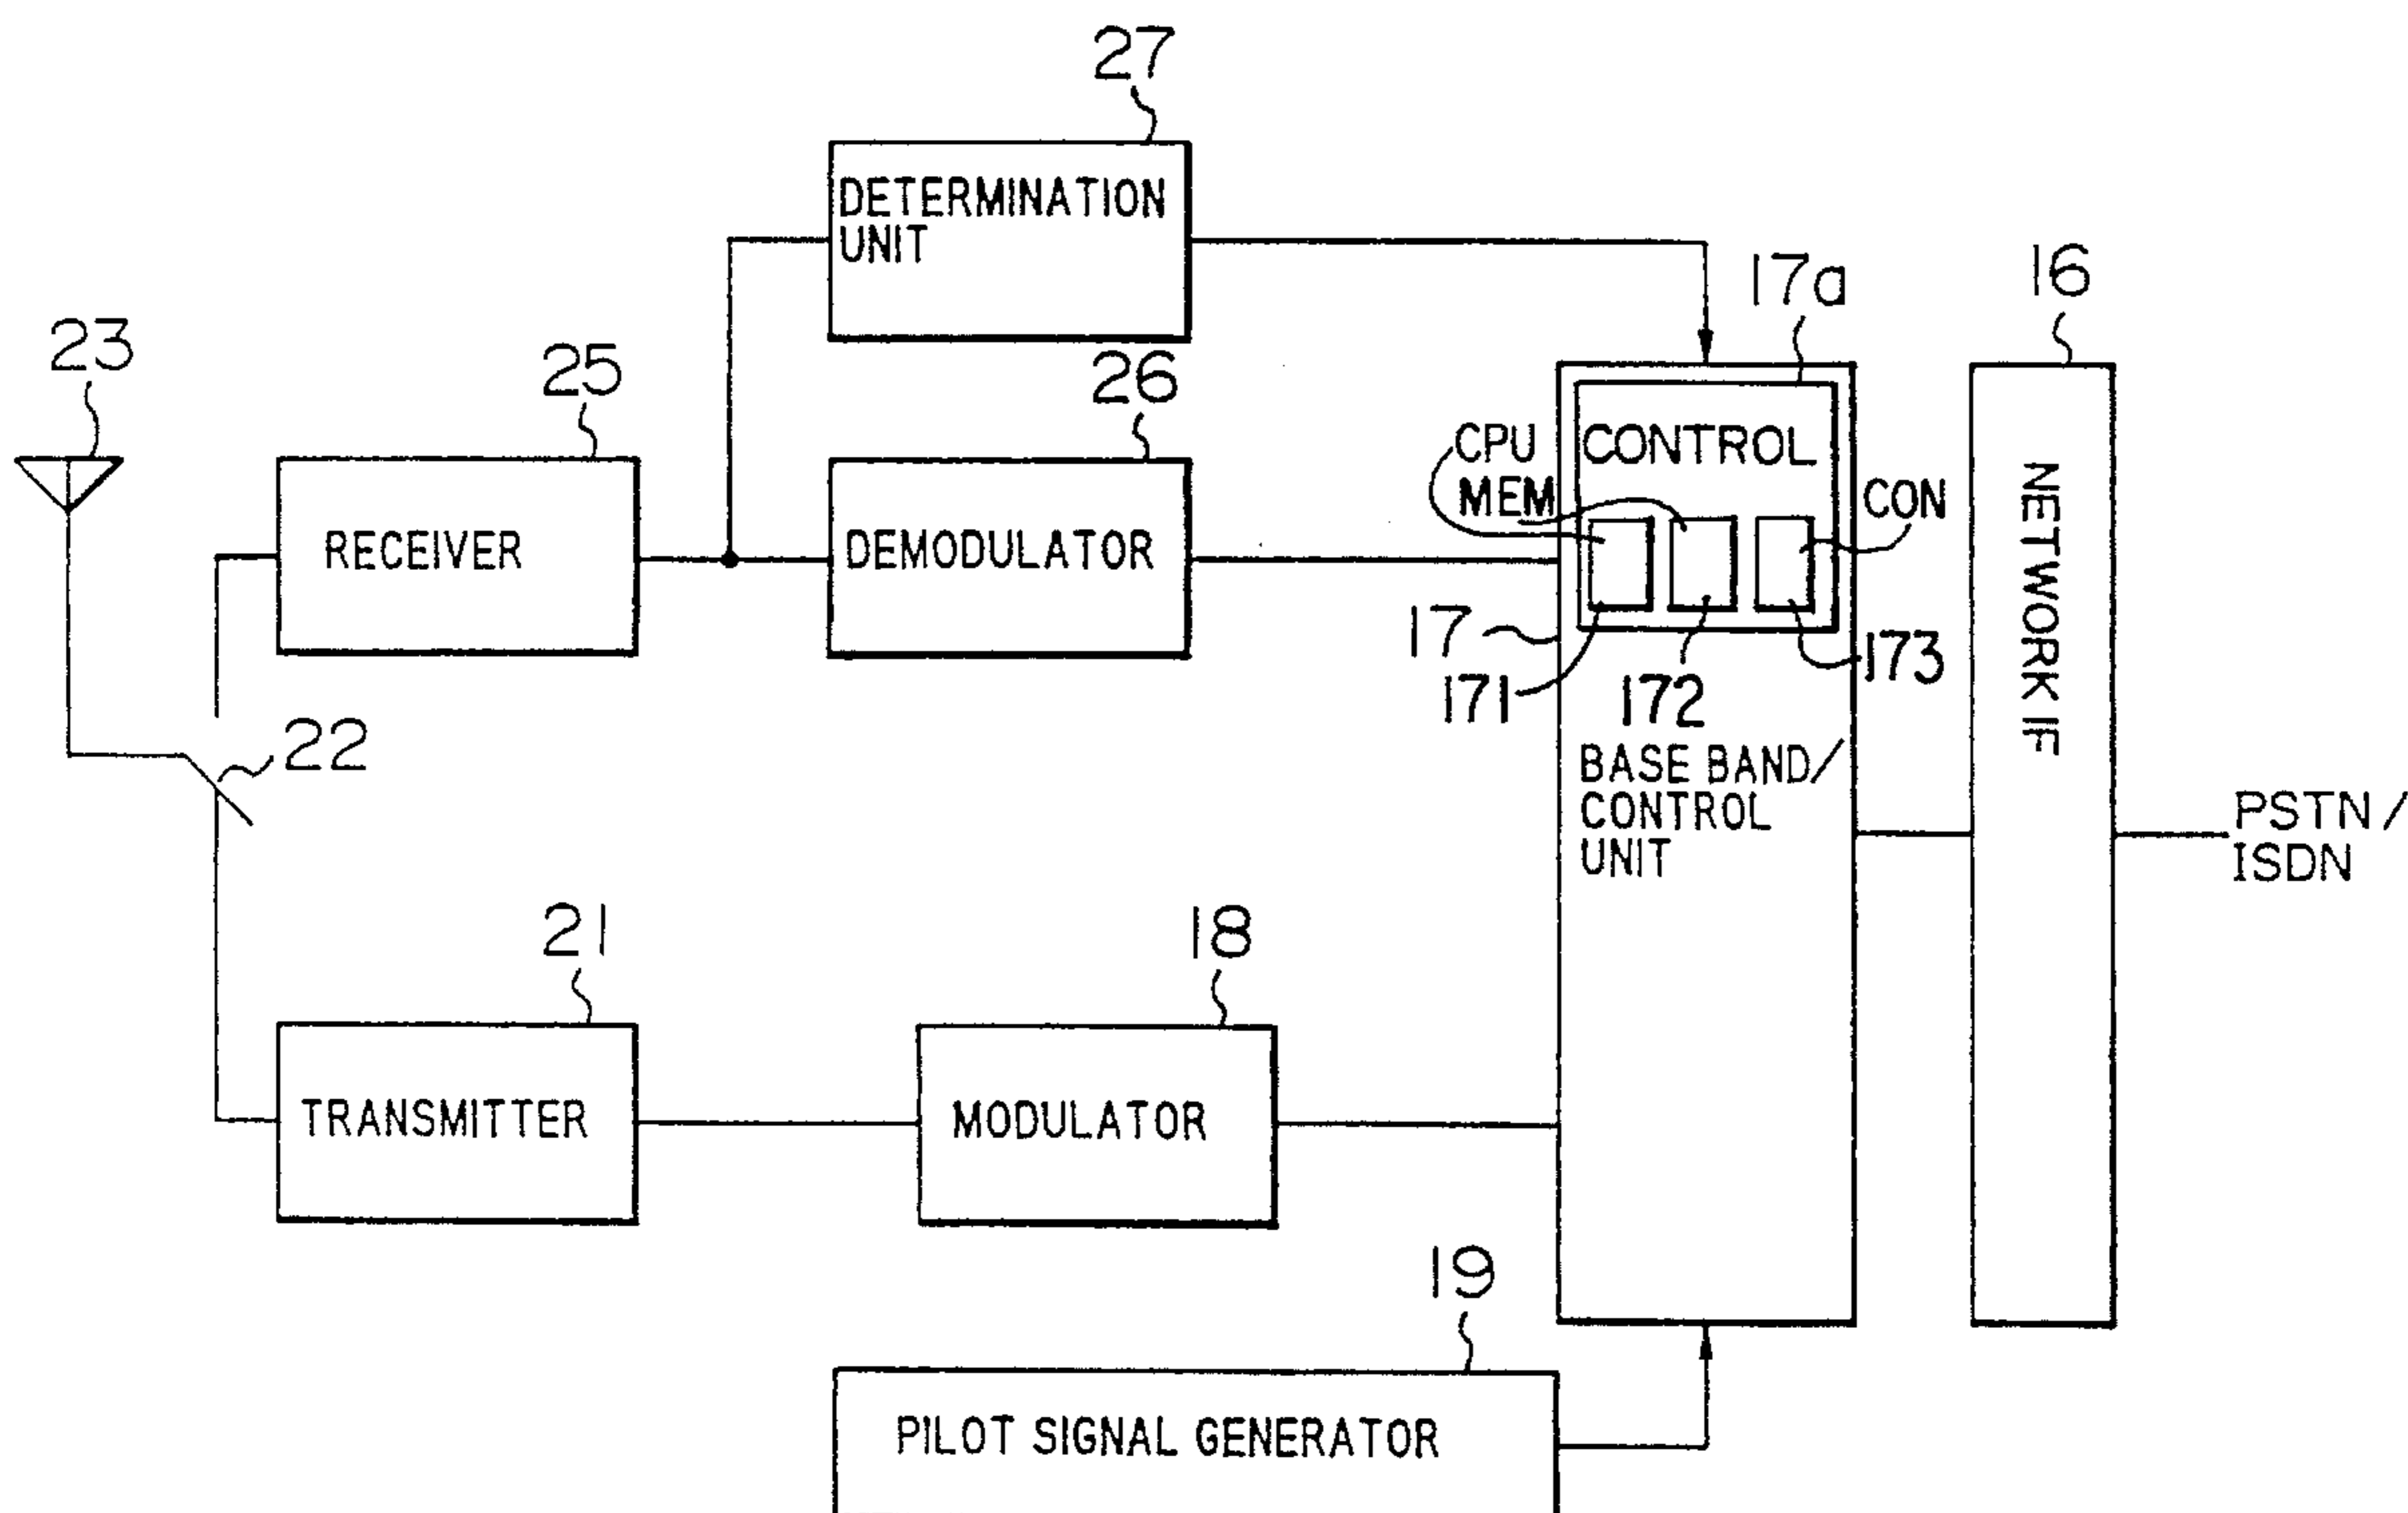 27
DETERMINATION
UNIT
17a
16
23
25
26
CPU
CONTROL
MEM
CON
RECEIVER
DEMODULATOR
NETWORK IF
17
171
172
173
22
BASE BAND/
CONTROL
UNIT
PSTN/
ISDN
21
18
TRANSMITTER
MODULATOR
19
PILOT SIGNAL GENERATOR